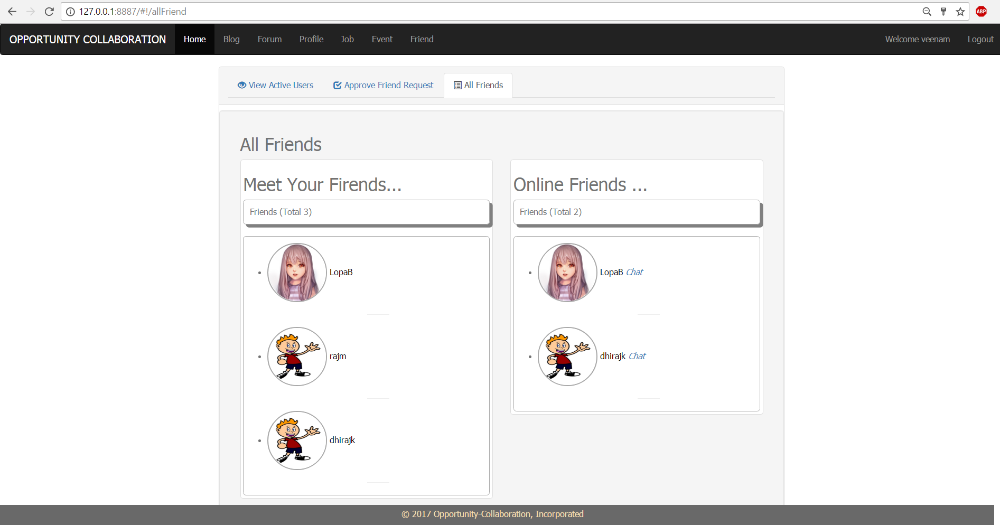 127.0.0.1:8887/#!/allFriend
ABP
OPPORTUNITY COLLABORATION Home Blog Forum Profile Job Event Friend Welcome veenam Logout
View Active Users Approve Friend Request All Friends
All Friends
Meet Your Firends...
Friends (Total 3)
LopaB
rajm
dhirajk
Online Friends ...
Friends (Total 2)
LopaB Chat
dhirajk Chat
© 2017 Opportunity-Collaboration, Incorporated